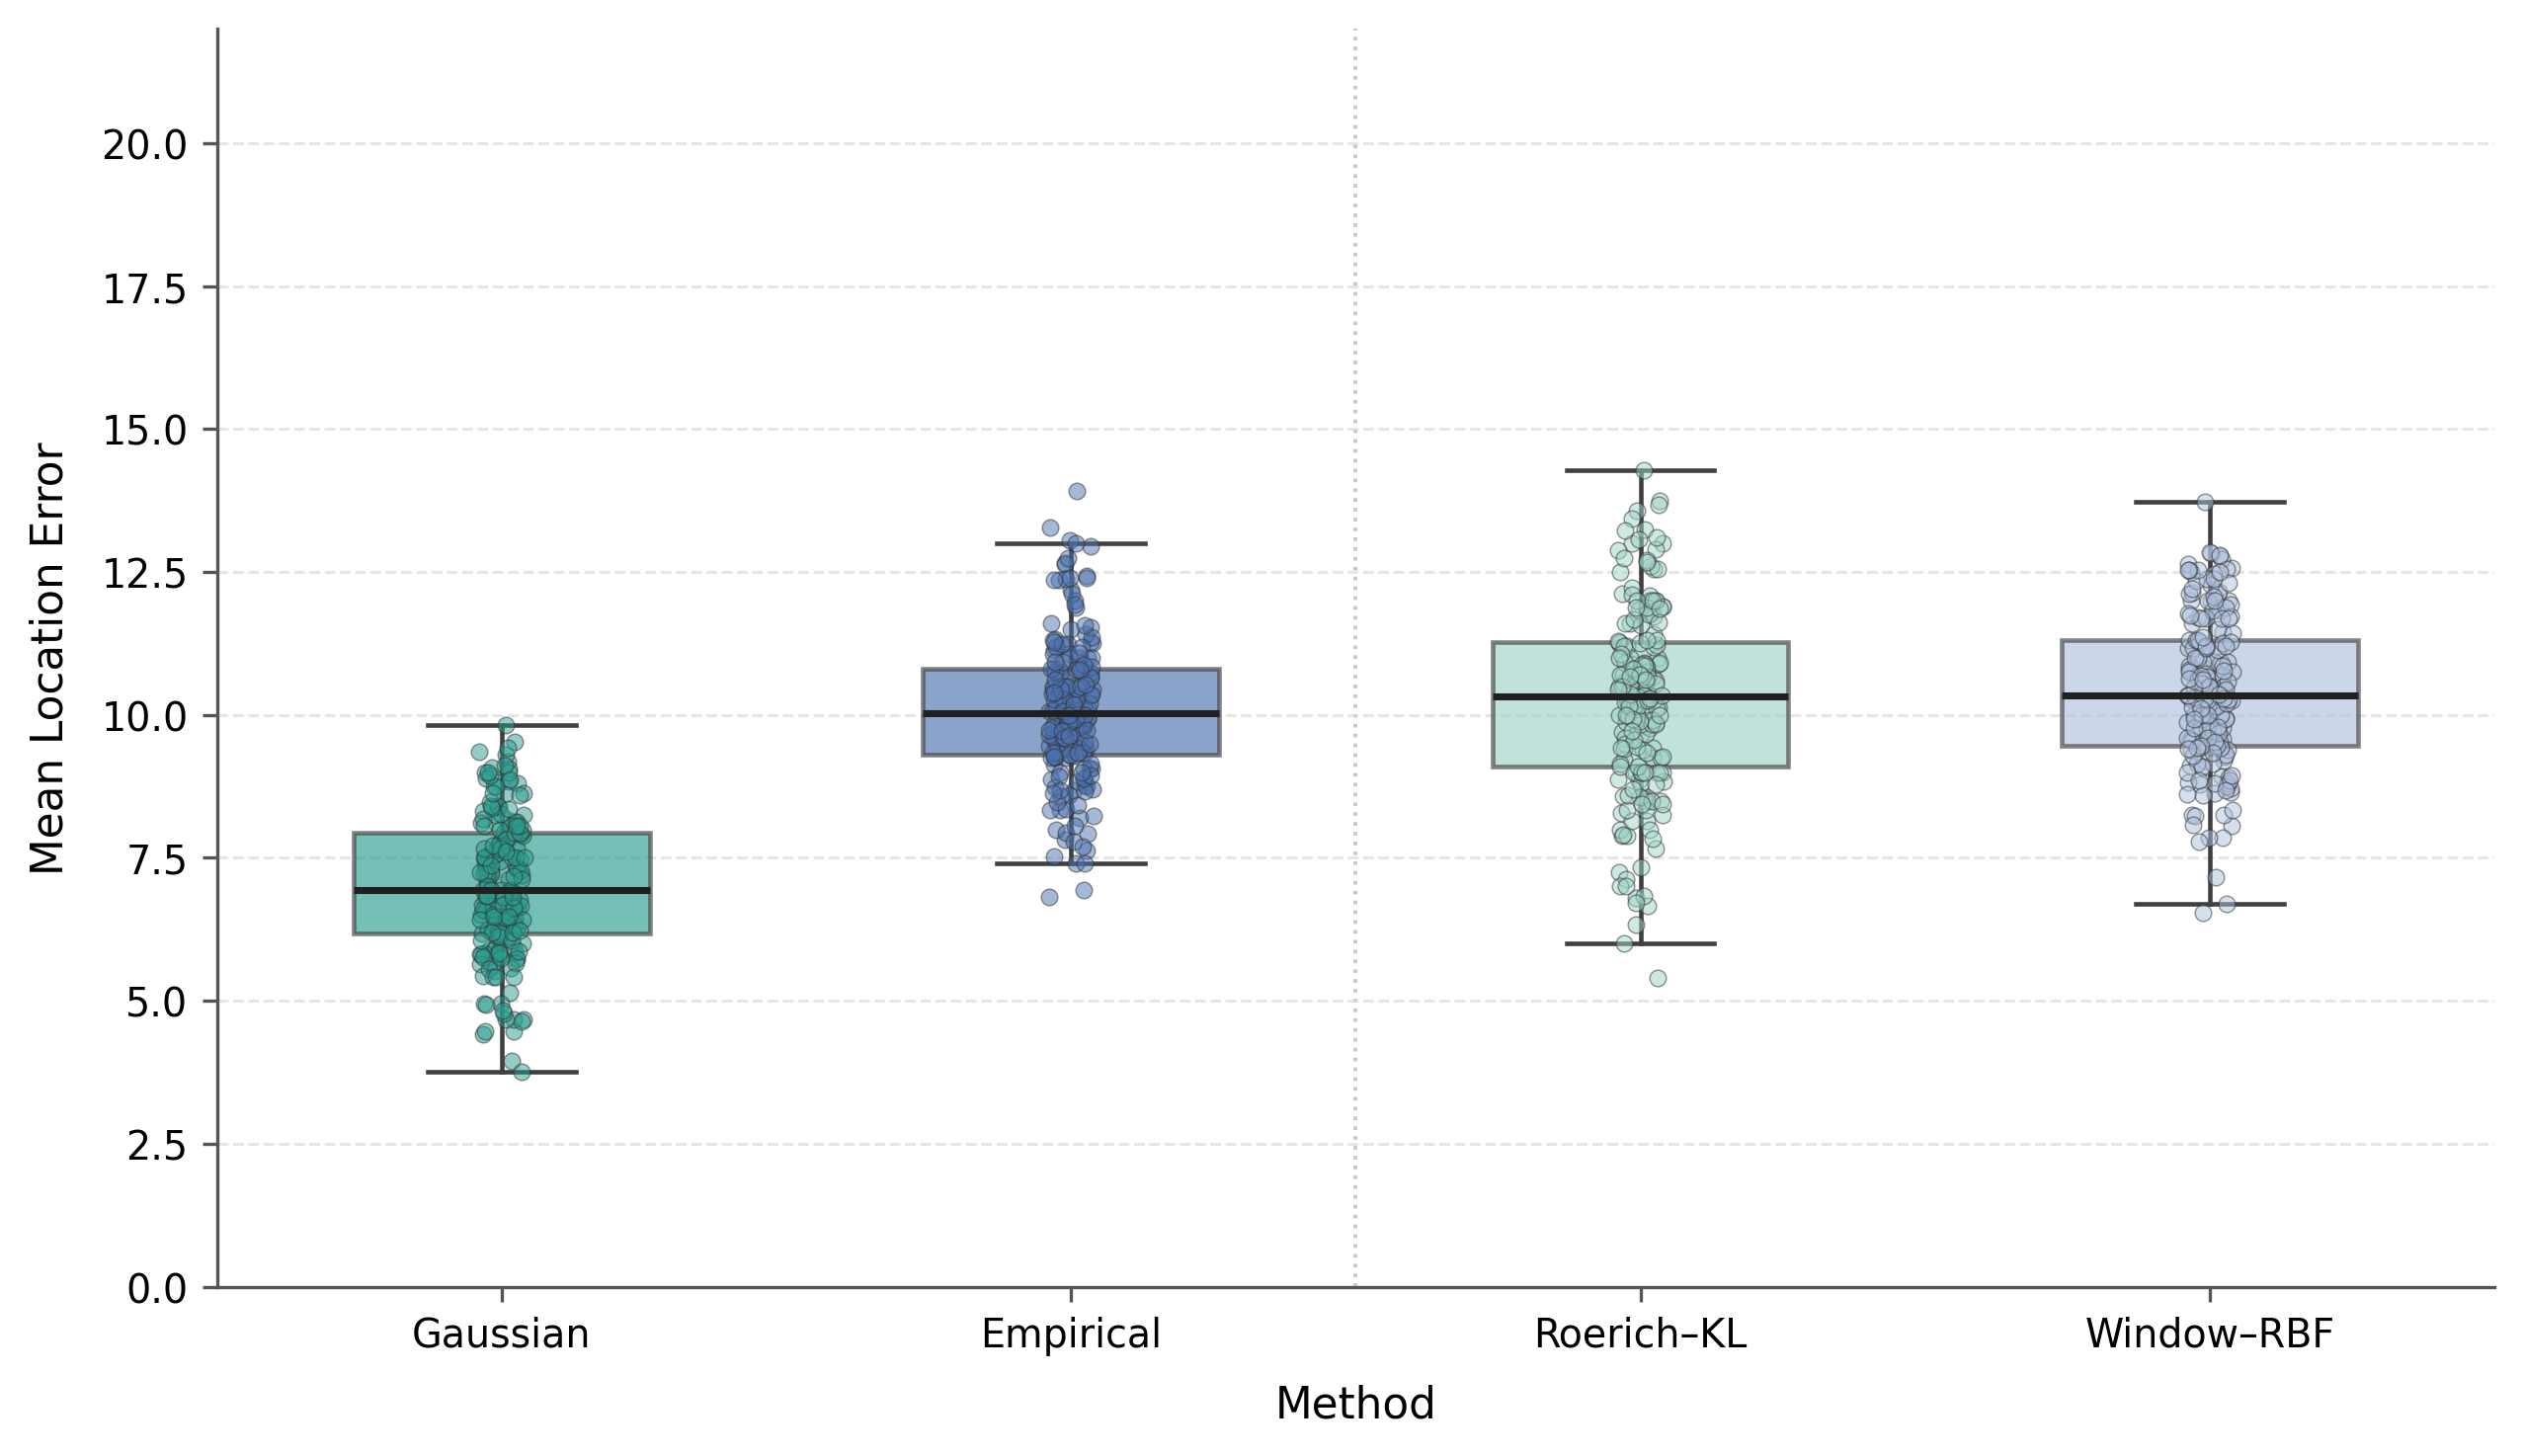 Mean Location Error
20.0
17.5
15.0
12.5
10.0
7.5
5.0
2.5
0.0
Gaussian
Empirical
Roerich–KL
Window–RBF
Method